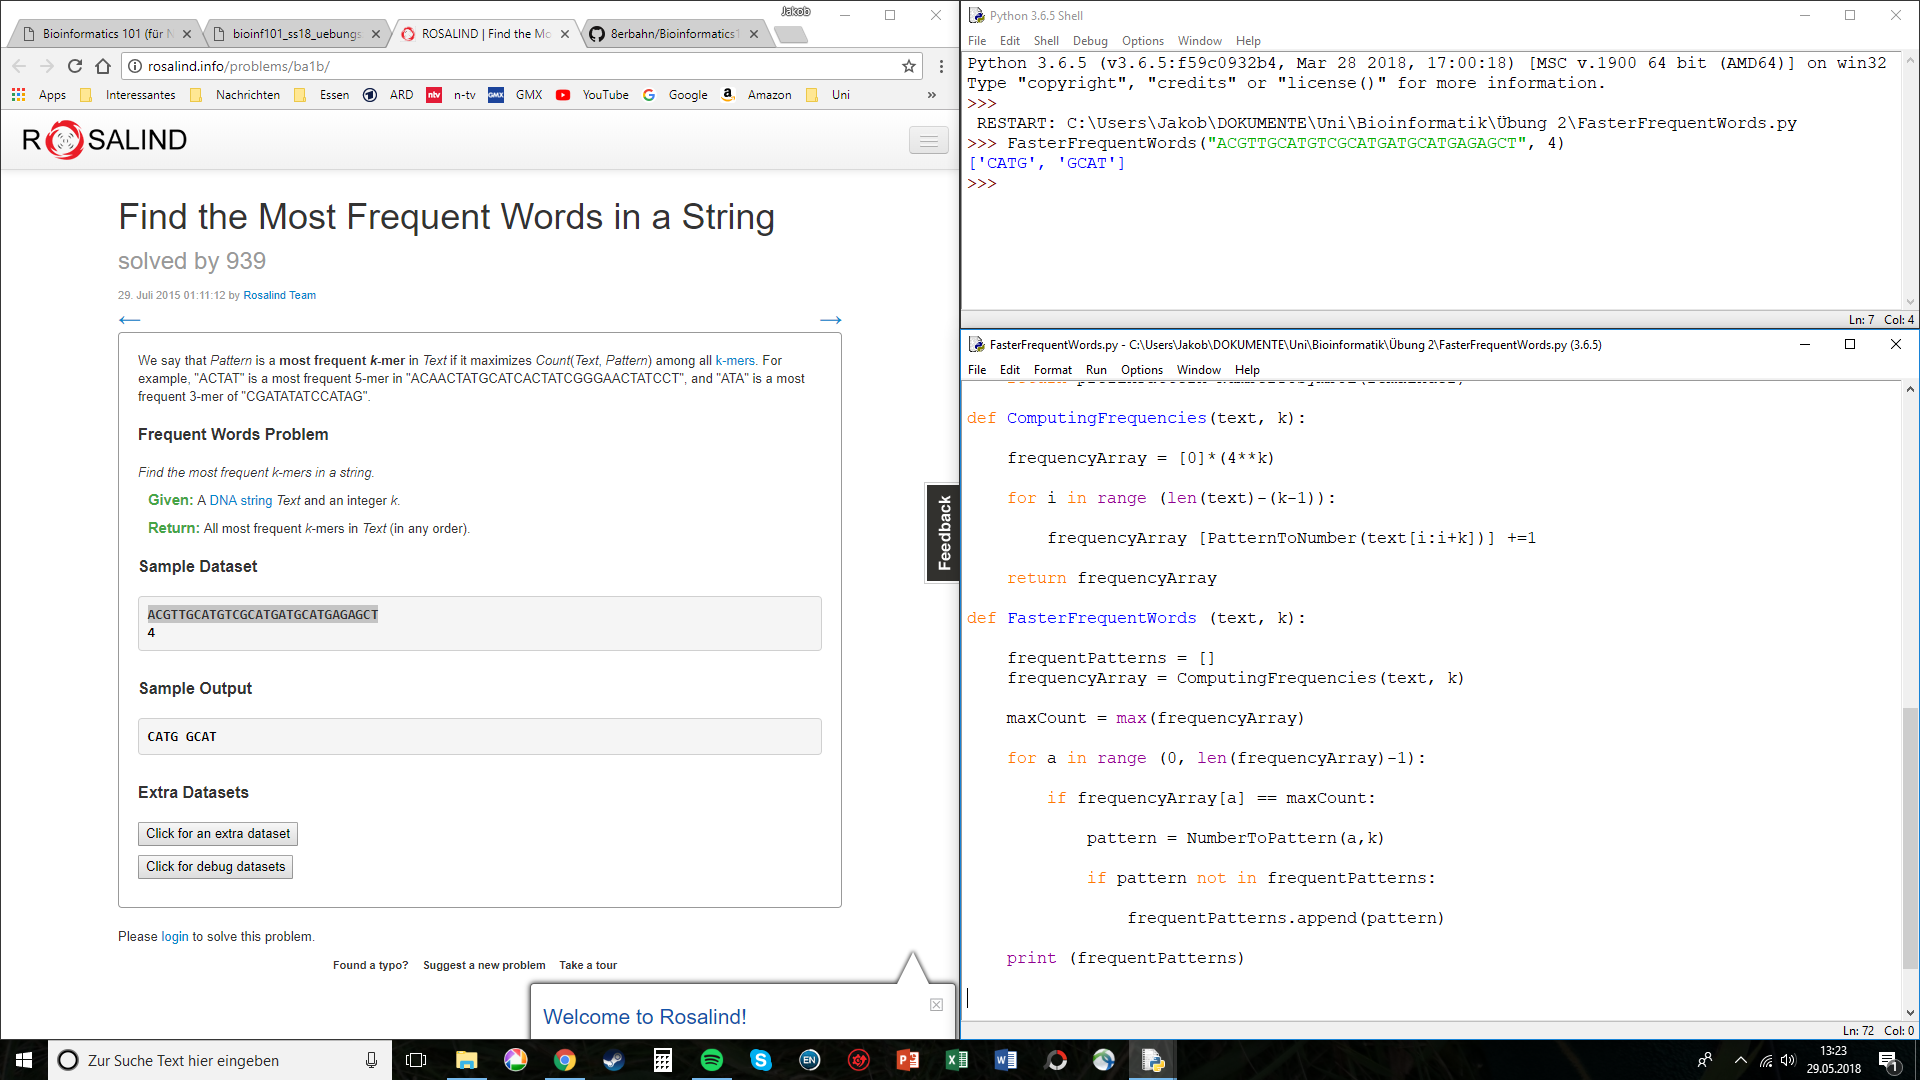 Jakob
Bioinformatics 101 (für N
bioinf101_ss18_uebungs
ROSALIND | Find the Mo
8erbahn/Bioinformatics1
rosalind.info/problems/ba1b/
Apps Interessantes Nachrichten Essen ARD ntv n-tv GMX GMX YouTube Google Amazon Uni »
ROSALIND
Find the Most Frequent Words in a String
solved by 939
29. Juli 2015 01:11:12 by Rosalind Team
← →
We say that Pattern is a most frequent k-mer in Text if it maximizes Count(Text, Pattern) among all k-mers. For
example, "ACTAT" is a most frequent 5-mer in "ACAACTATGCATCACTATCGGGAACTATCCT", and "ATA" is a most
frequent 3-mer of "CGATATATCCATAG".
Frequent Words Problem
Find the most frequent k-mers in a string.
Given: A DNA string Text and an integer k.
Return: All most frequent k-mers in Text (in any order).
Sample Dataset
ACGTTGCATGTCGCATGATGCATGAGAGCT
4
Sample Output
CATG GCAT
Extra Datasets
Click for an extra dataset
Click for debug datasets
Please login to solve this problem.
Found a typo? Suggest a new problem Take a tour
Feedback
Welcome to Rosalind!
Python 3.6.5 Shell
File Edit Shell Debug Options Window Help
Python 3.6.5 (v3.6.5:f59c0932b4, Mar 28 2018, 17:00:18) [MSC v.1900 64 bit (AMD64)] on win32
Type "copyright", "credits" or "license()" for more information.
>>>
RESTART: C:\Users\Jakob\DOKUMENTE\Uni\Bioinformatik\Übung 2\FasterFrequentWords.py
>>> FasterFrequentWords("ACGTTGCATGTCGCATGATGCATGAGAGCT", 4)
['CATG', 'GCAT']
>>>
Ln: 7 Col: 4
FasterFrequentWords.py - C:\Users\Jakob\DOKUMENTE\Uni\Bioinformatik\Übung 2\FasterFrequentWords.py (3.6.5)
File Edit Format Run Options Window Help
def ComputingFrequencies(text, k):
frequencyArray = [0]*(4**k)
for i in range (len(text)-(k-1)):
frequencyArray [PatternToNumber(text[i:i+k])] +=1
return frequencyArray
def FasterFrequentWords (text, k):
frequentPatterns = []
frequencyArray = ComputingFrequencies(text, k)
maxCount = max(frequencyArray)
for a in range (0, len(frequencyArray)-1):
if frequencyArray[a] == maxCount:
pattern = NumberToPattern(a,k)
if pattern not in frequentPatterns:
frequentPatterns.append(pattern)
print (frequentPatterns)
Ln: 72 Col: 0
Zur Suche Text hier eingeben
EN
13:23
29.05.2018
1